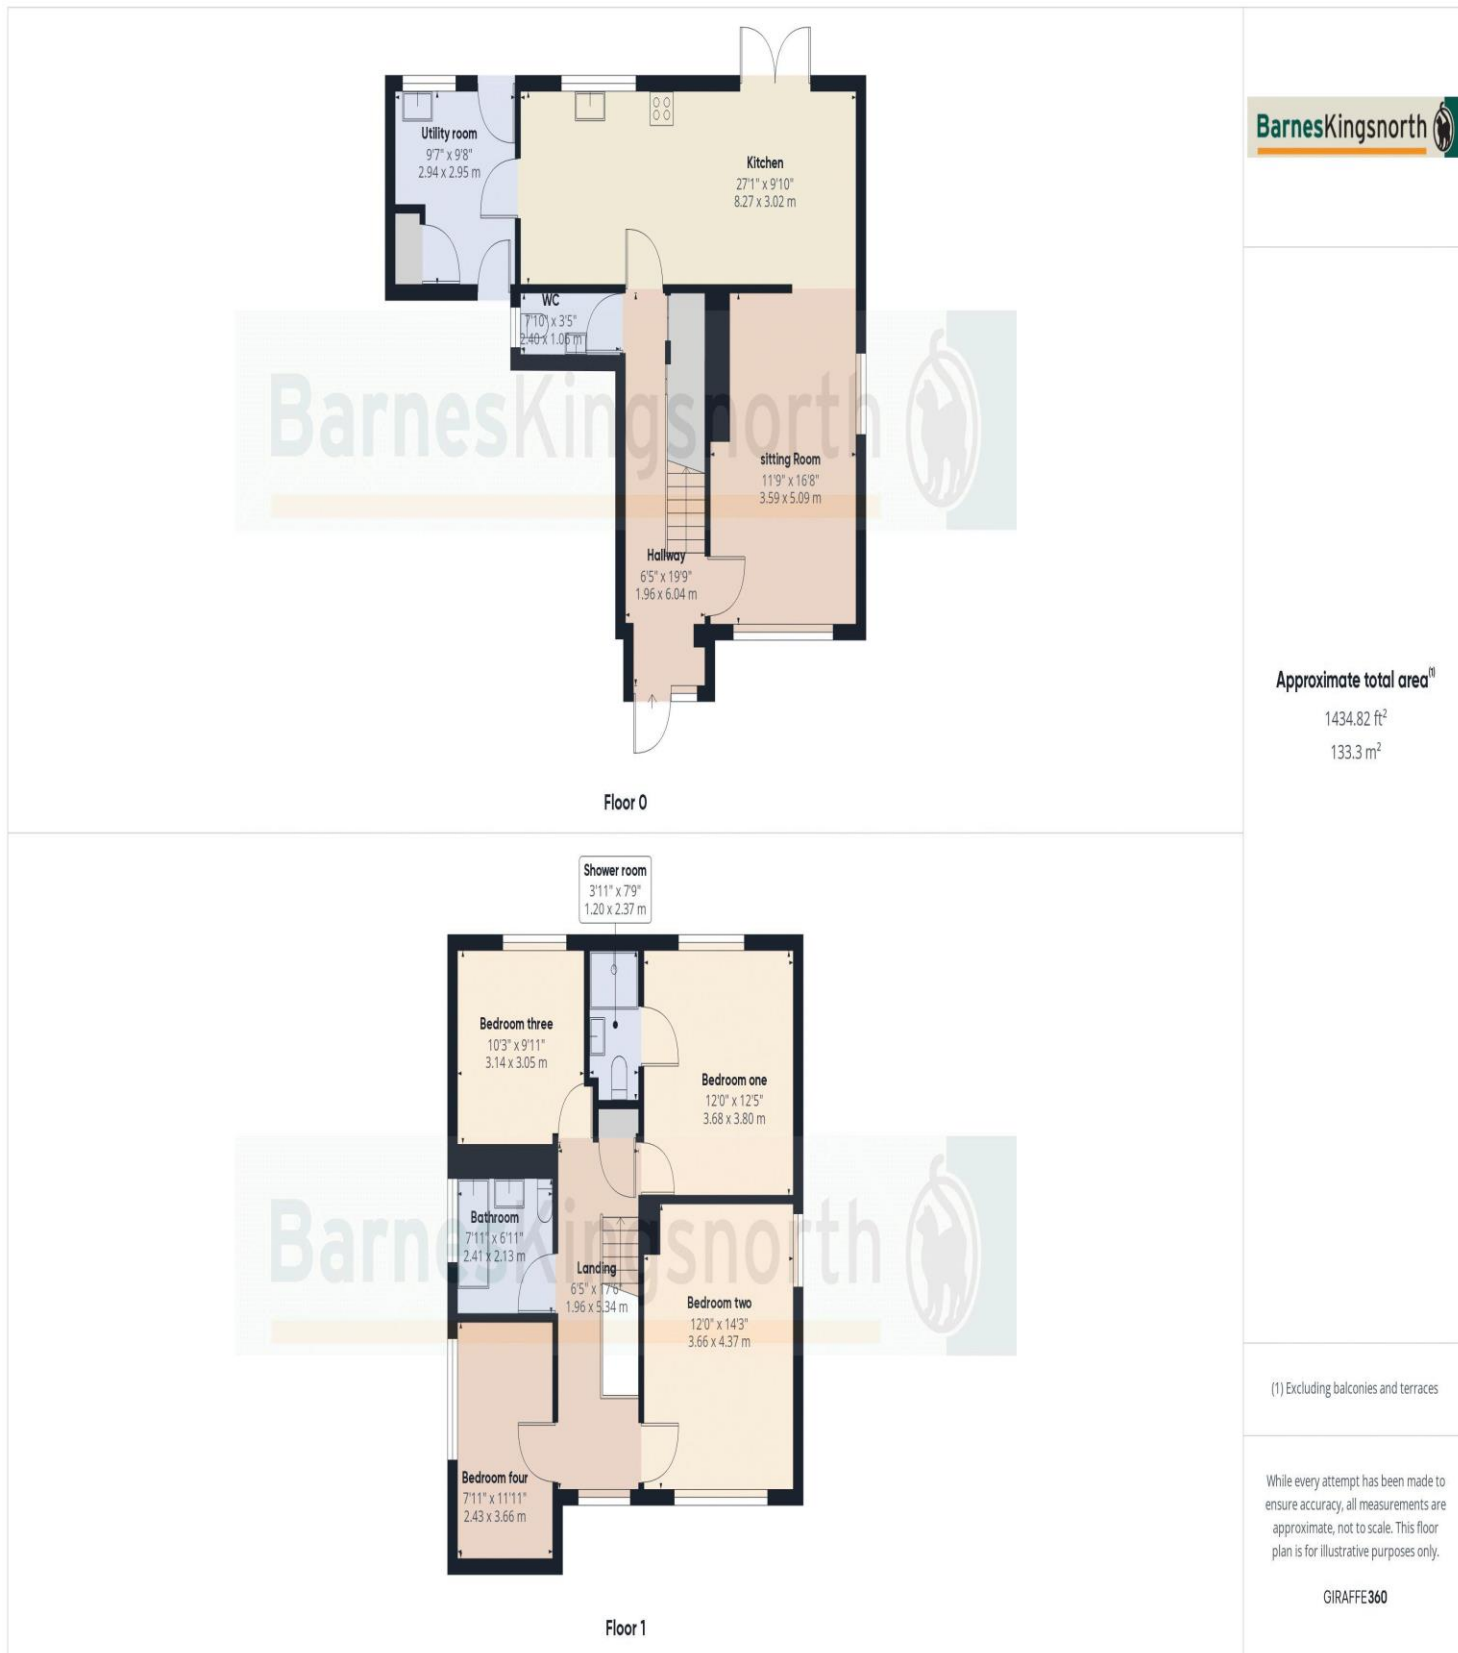 BarnesKingsnorth
Utility room
9'7" x 9'8"
2.94 x 2.95 m
Kitchen
27'1" x 9'10"
8.27 x 3.02 m
WC
7'10" x 3'5"
2.40 x 1.06 m
BarnesKingsnorth
sitting Room
11'9" x 16'8"
3.59 x 5.09 m
Hallway
6'5" x 19'9"
1.96 x 6.04 m
Floor 0
Approximate total area(1)
1434.82 ft²
133.3 m²
Shower room
3'11" x 7'9"
1.20 x 2.37 m
Bedroom three
10'3" x 9'11"
3.14 x 3.05 m
Bedroom one
12'0" x 12'5"
3.68 x 3.80 m
Bathroom
7'11" x 6'11"
2.41 x 2.13 m
BarnesKingsnorth
Landing
6'5" x 17'6"
1.96 x 5.34 m
Bedroom two
12'0" x 14'3"
3.66 x 4.37 m
Bedroom four
7'11" x 11'11"
2.43 x 3.66 m
Floor 1
(1) Excluding balconies and terraces
While every attempt has been made to
ensure accuracy, all measurements are
approximate, not to scale. This floor
plan is for illustrative purposes only.
GIRAFFE360